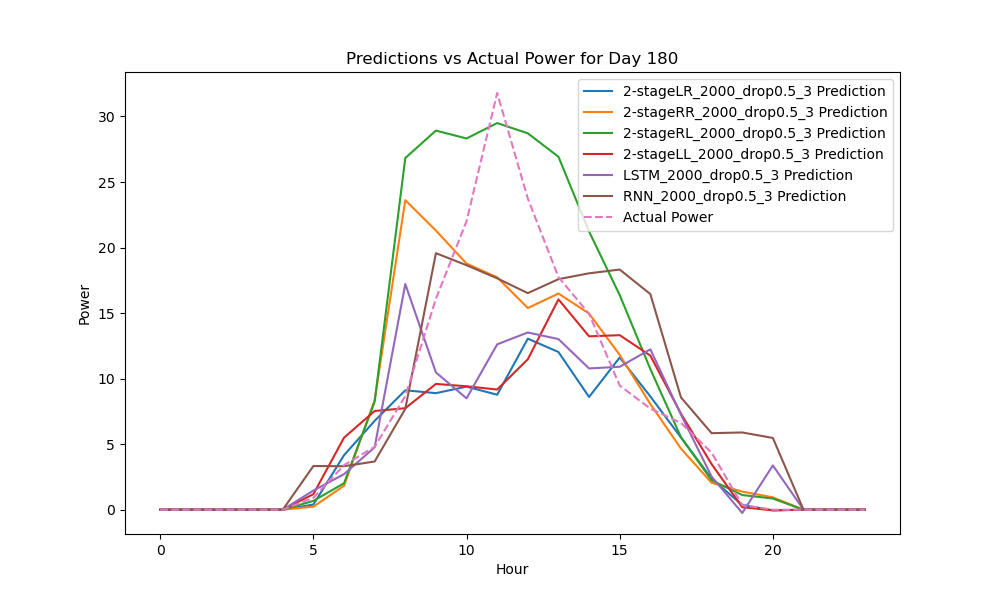 Predictions vs Actual Power for Day 180
2-stageLR_2000_drop0.5_3 Prediction
2-stageRR_2000_drop0.5_3 Prediction
2-stageRL_2000_drop0.5_3 Prediction
2-stageLL_2000_drop0.5_3 Prediction
LSTM_2000_drop0.5_3 Prediction
RNN_2000_drop0.5_3 Prediction
Actual Power
30
25
20
15
10
5
0
Power
0 5 10 15 20
Hour